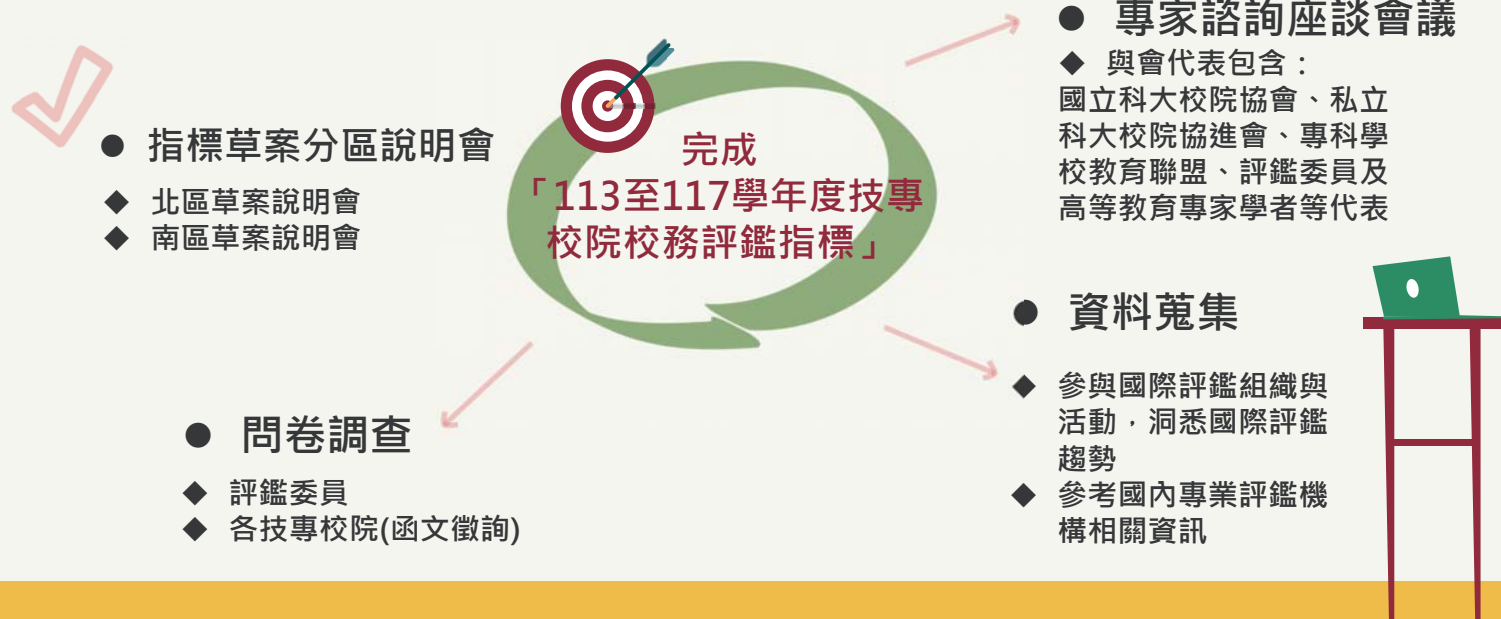 ● 專家諮詢座談會議
◆ 與會代表包含：
國立科大校院協會、私立
科大校院協進會、專科學
校教育聯盟、評鑑委員及
高等教育專家學者等代表
● 指標草案分區說明會
◆ 北區草案說明會
◆ 南區草案說明會
完成
「113至117學年度技專
校院校務評鑑指標」
● 資料蒐集
◆ 參與國際評鑑組織與
活動，洞悉國際評鑑
趨勢
◆ 參考國內專業評鑑機
構相關資訊
● 問卷調查
◆ 評鑑委員
◆ 各技專校院(函文徵詢)